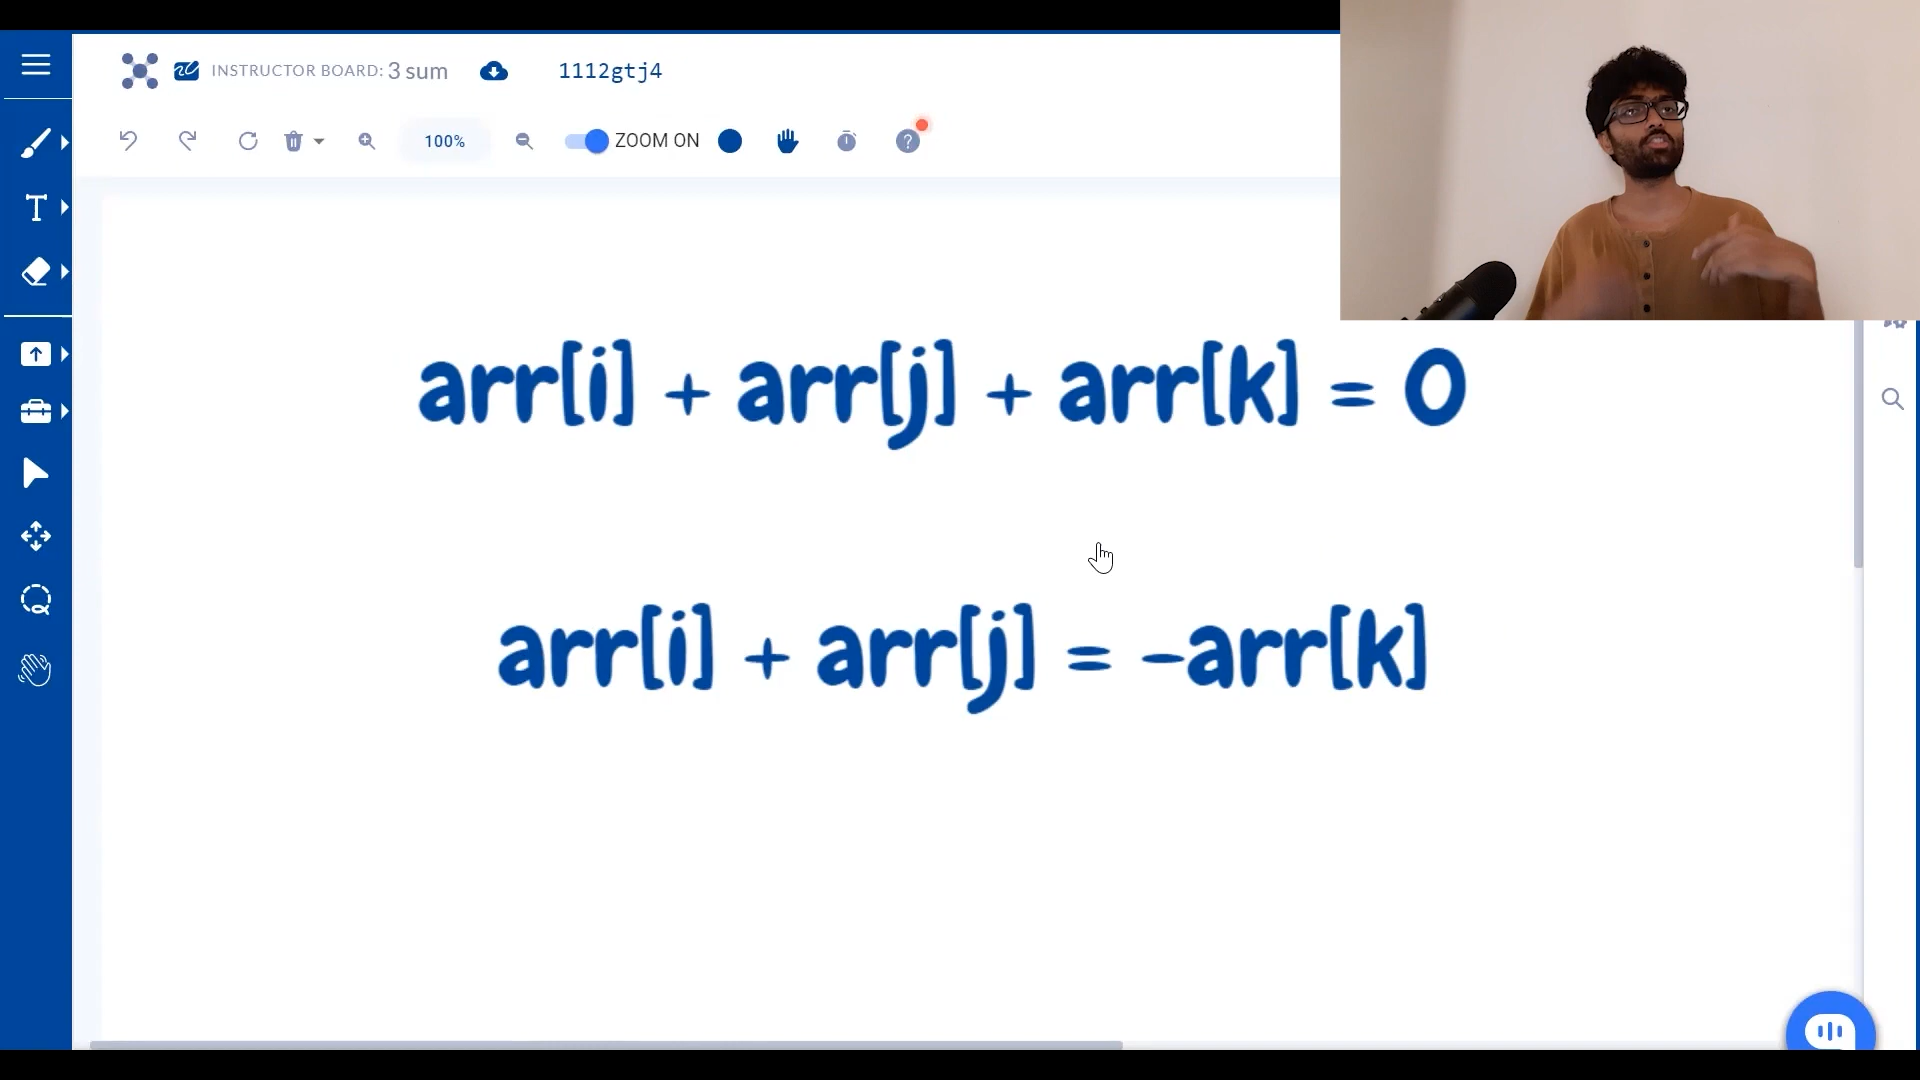 INSTRUCTOR BOARD: 3 sum 1112gtj4
100% ZOOM ON ?
T
arr[i] + arr[j] + arr[k] = 0
arr[i] + arr[j] = -arr[k]